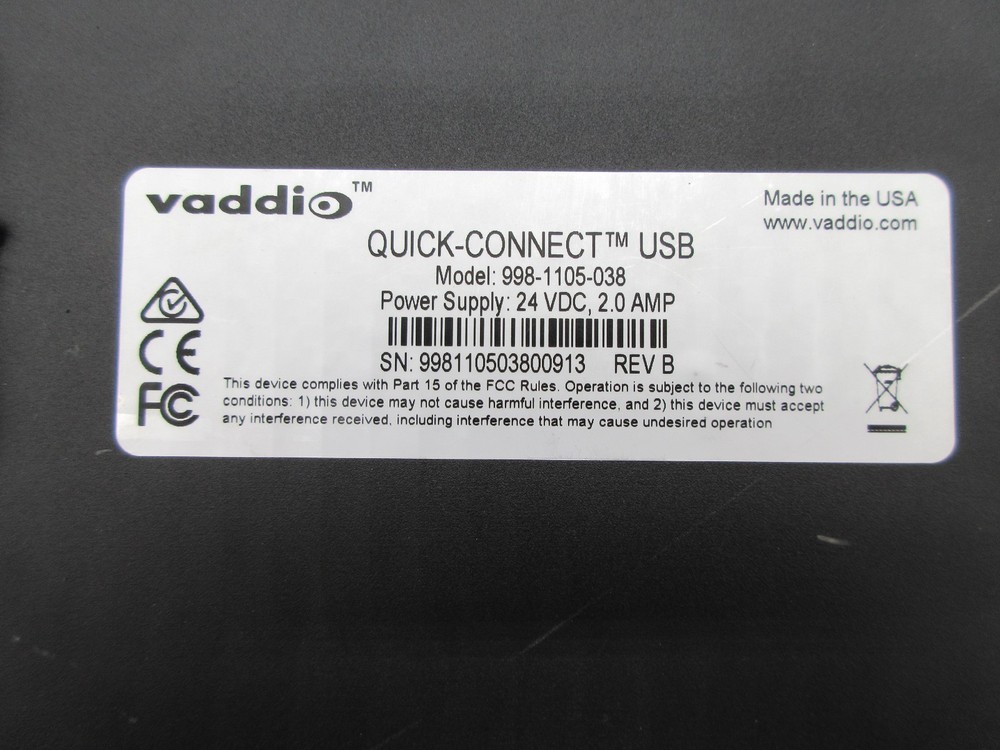 vaddio™
Made in the USA
www.vaddio.com
QUICK-CONNECT™ USB
Model: 998-1105-038
Power Supply: 24 VDC, 2.0 AMP
SN: 998110503800913 REV B
CE
FC
This device complies with Part 15 of the FCC Rules. Operation is subject to the following two
conditions: 1) this device may not cause harmful interference, and 2) this device must accept
any interference received, including interference that may cause undesired operation